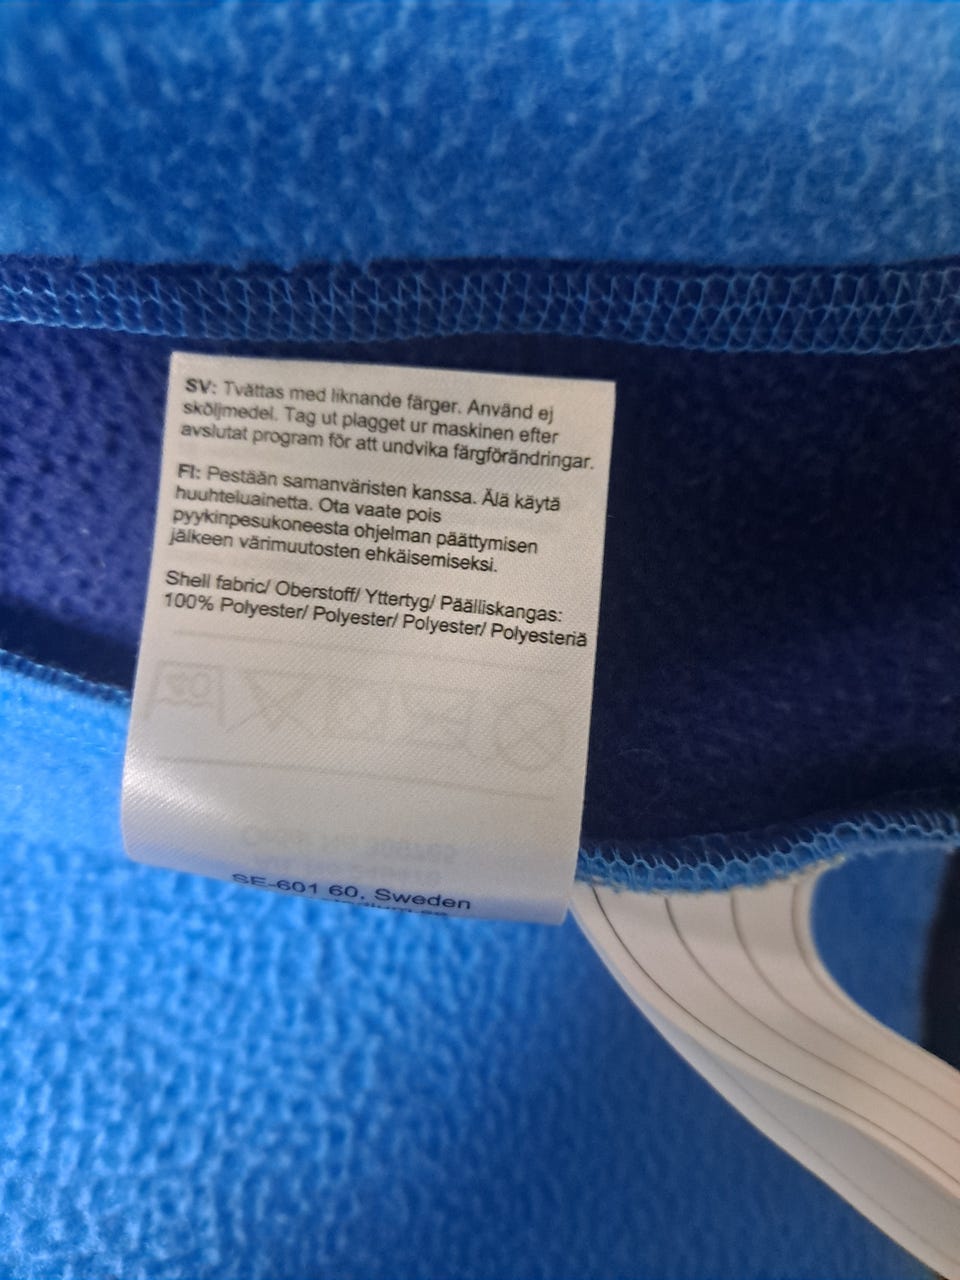 SV: Tvättas med liknande färger. Använd ej
sköljmedel. Tag ut plagget ur maskinen efter
avslutat program för att undvika färgförändringar.
FI: Pestään samanväristen kanssa. Älä käytä
huuhteluainetta. Ota vaate pois
pyykinpesukoneesta ohjelman päättymisen
jälkeen värimuutosten ehkäisemiseksi.
Shell fabric/ Oberstoff/ Yttertyg/ Päälliskangas:
100% Polyester/ Polyester/ Polyester/ Polyesteriä
SE-601 60, Sweden